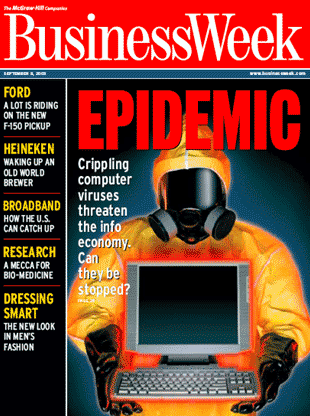 The McGraw-Hill Companies
BusinessWeek
SEPTEMBER 8, 2003
www.businessweek.com
FORD
A LOT IS RIDING
ON THE NEW
F-150 PICKUP
HEINEKEN
WAKING UP AN
OLD WORLD
BREWER
BROADBAND
HOW THE U.S.
CAN CATCH UP
RESEARCH
A MECCA FOR
BIO-MEDICINE
DRESSING
SMART
THE NEW LOOK
IN MEN'S
FASHION
EPIDEMIC
Crippling
computer
viruses
threaten
the info
economy.
Can
they be
stopped?